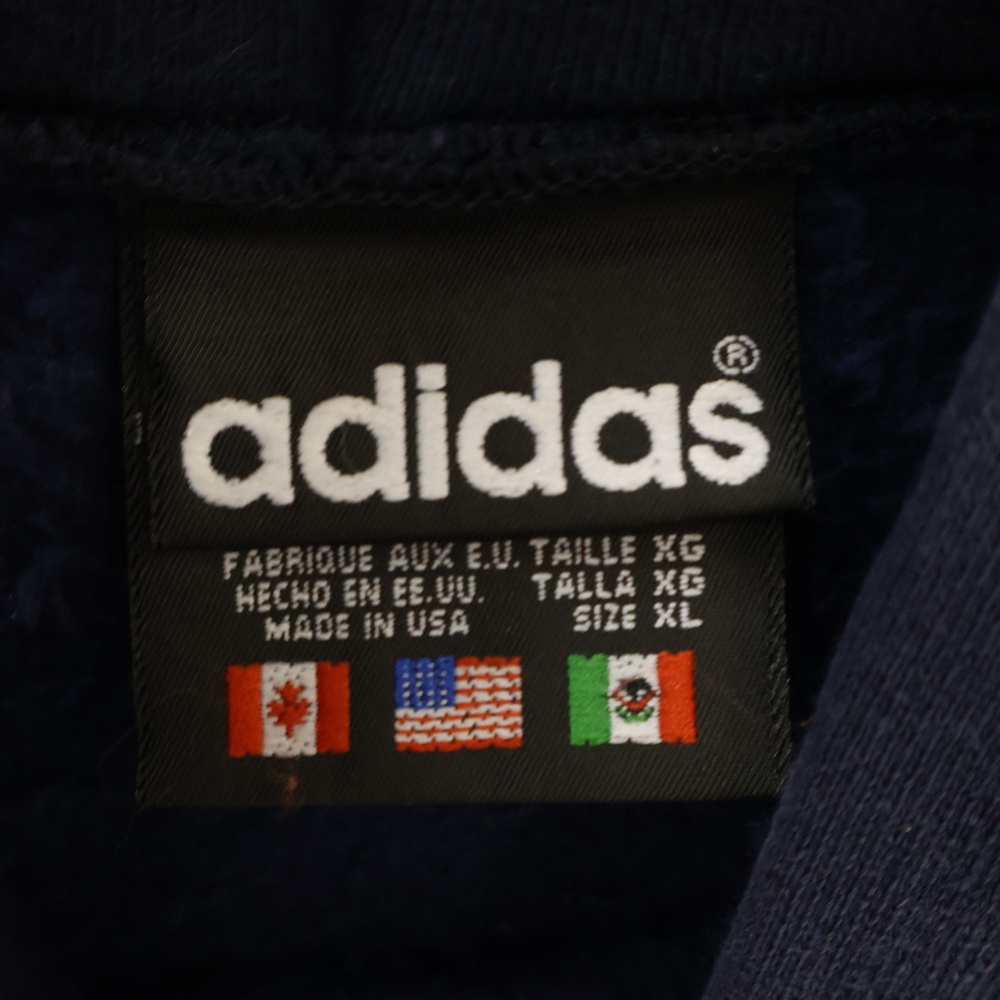 adidas®
FABRIQUE AUX E.U. TAILLE XG
HECHO EN EE.UU. TALLA XG
MADE IN USA SIZE XL